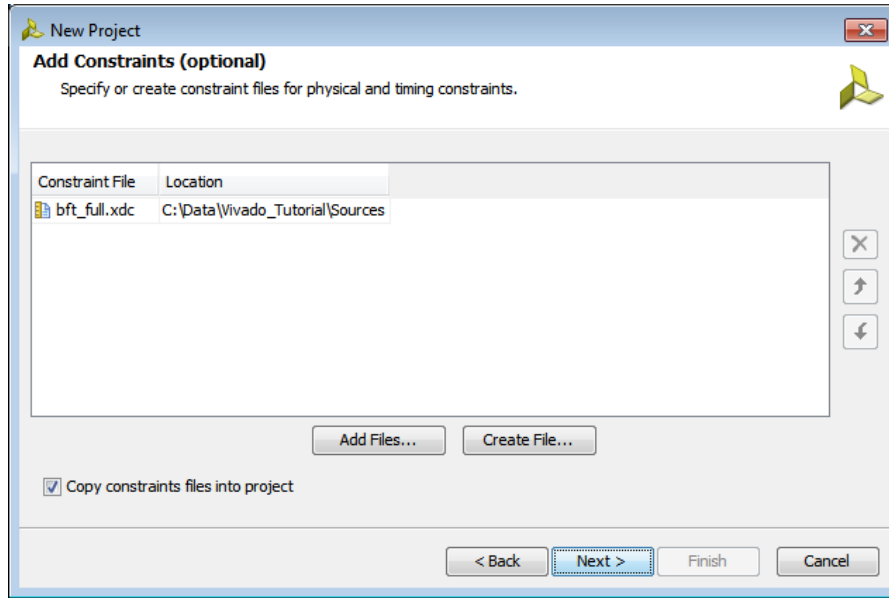 New Project
Add Constraints (optional)
Specify or create constraint files for physical and timing constraints.
Constraint File Location
bft_full.xdc C:\Data\Vivado_Tutorial\Sources
Add Files... Create File...
Copy constraints files into project
< Back Next > Finish Cancel